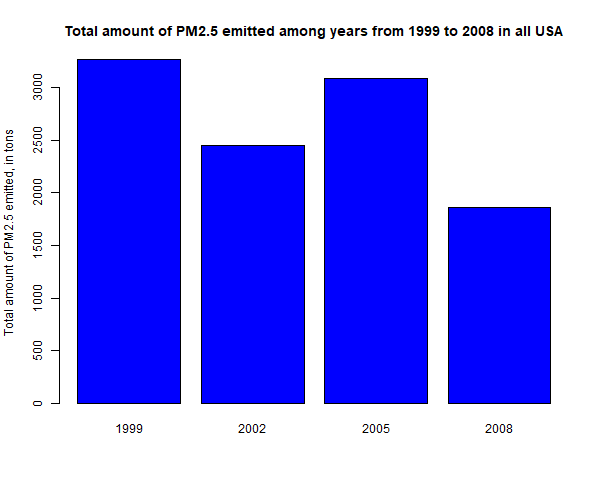 Total amount of PM2.5 emitted among years from 1999 to 2008 in all USA
Total amount of PM2.5 emitted, in tons
3000
2500
2000
1500
1000
500
0
1999 2002 2005 2008